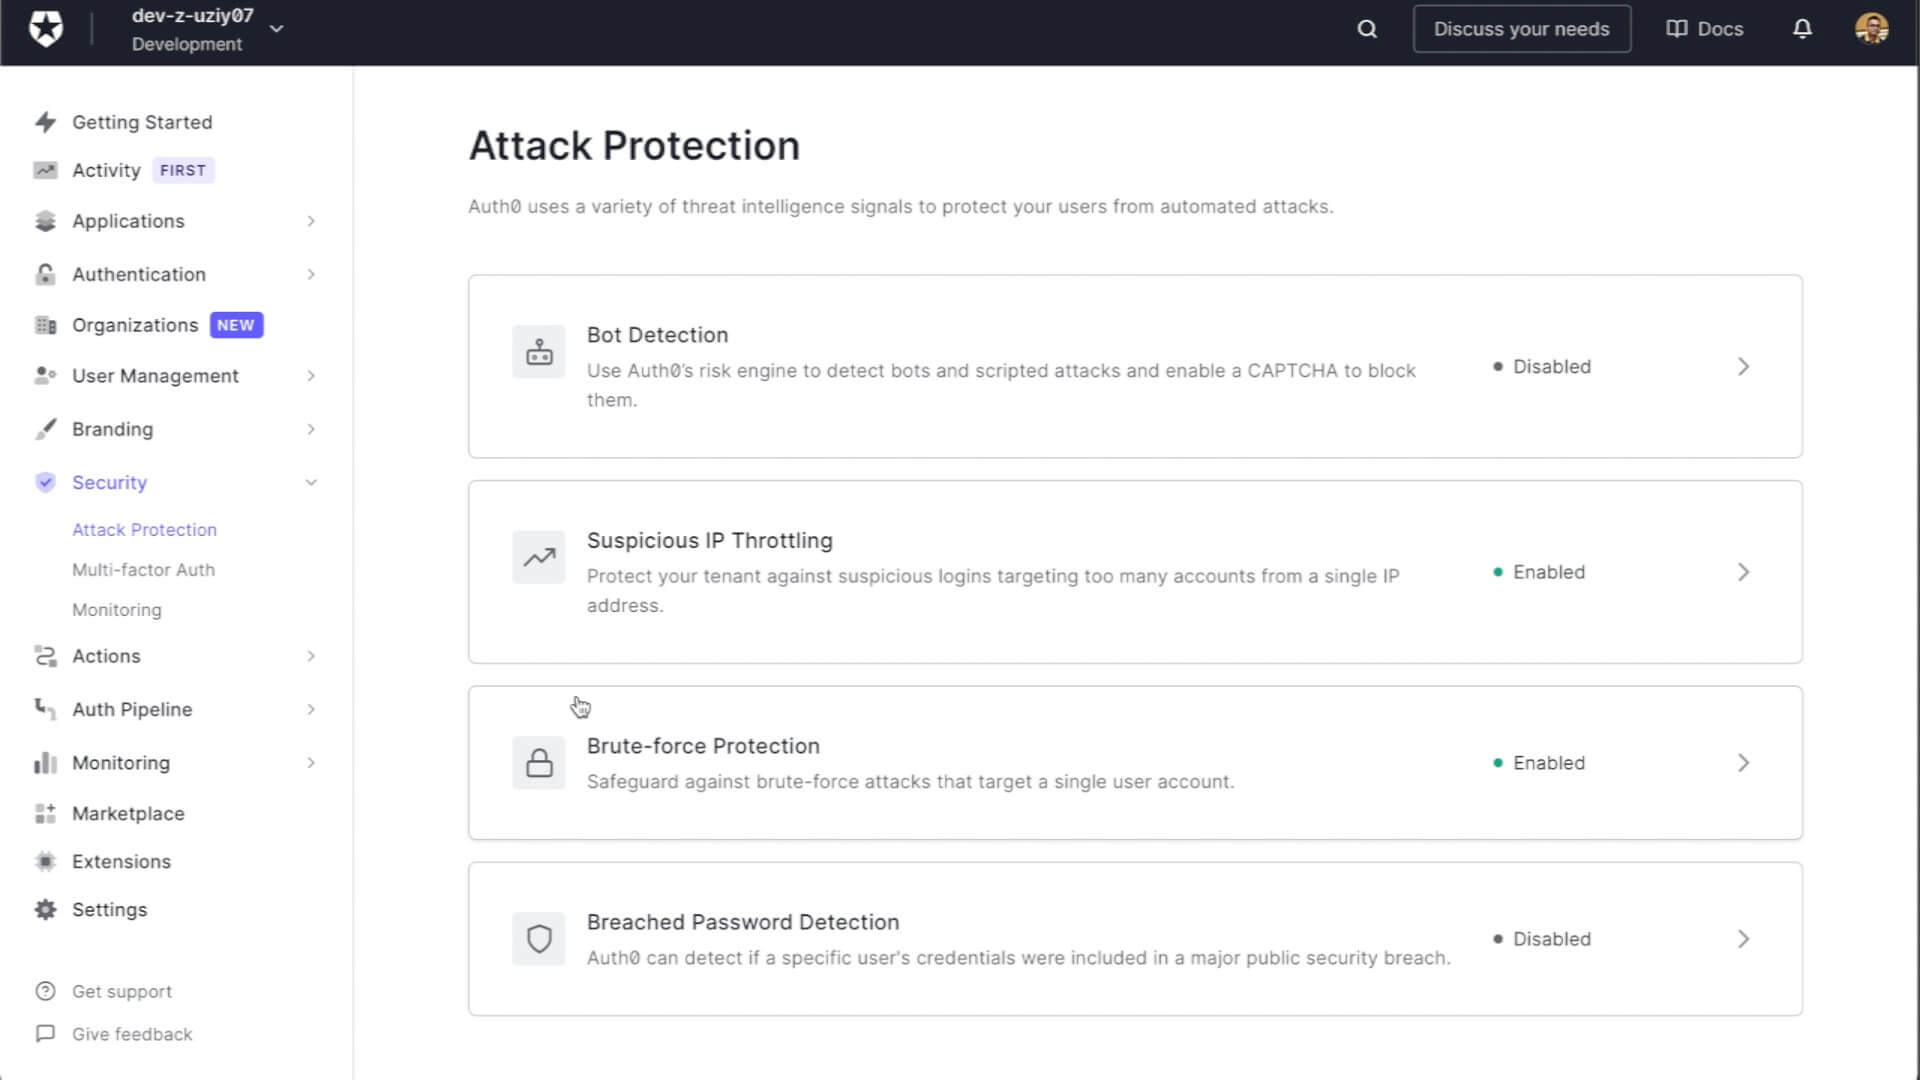 dev-z-uziy07
Development
Discuss your needs
Docs
Getting Started
Activity FIRST
Applications
Authentication
Organizations NEW
User Management
Branding
Security
Attack Protection
Multi-factor Auth
Monitoring
Actions
Auth Pipeline
Monitoring
Marketplace
Extensions
Settings
Get support
Give feedback
Attack Protection
Auth0 uses a variety of threat intelligence signals to protect your users from automated attacks.
Bot Detection
Use Auth0's risk engine to detect bots and scripted attacks and enable a CAPTCHA to block
them.
Disabled
Suspicious IP Throttling
Protect your tenant against suspicious logins targeting too many accounts from a single IP
address.
Enabled
Brute-force Protection
Safeguard against brute-force attacks that target a single user account.
Enabled
Breached Password Detection
Auth0 can detect if a specific user's credentials were included in a major public security breach.
Disabled